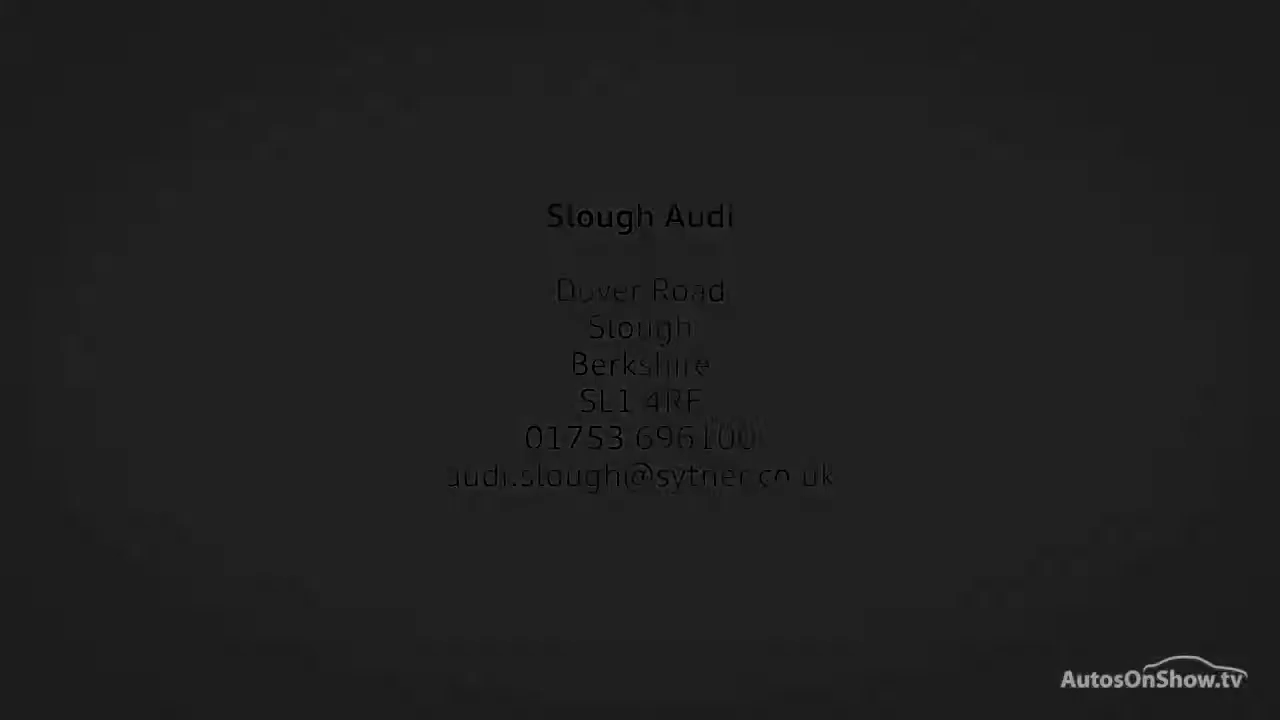 Slough Audi
Dover Road
Slough
Berkshire
SL1 4RF
01753 696100
audi.slough@sytner.co.uk
AutosOnShow.tv